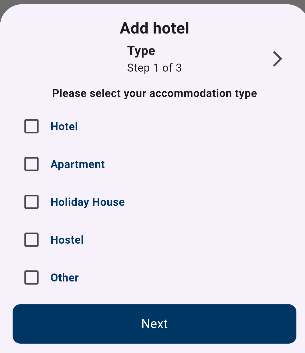 Add hotel
Type
Step 1 of 3
Please select your accommodation type
Hotel
Apartment
Holiday House
Hostel
Other
Next